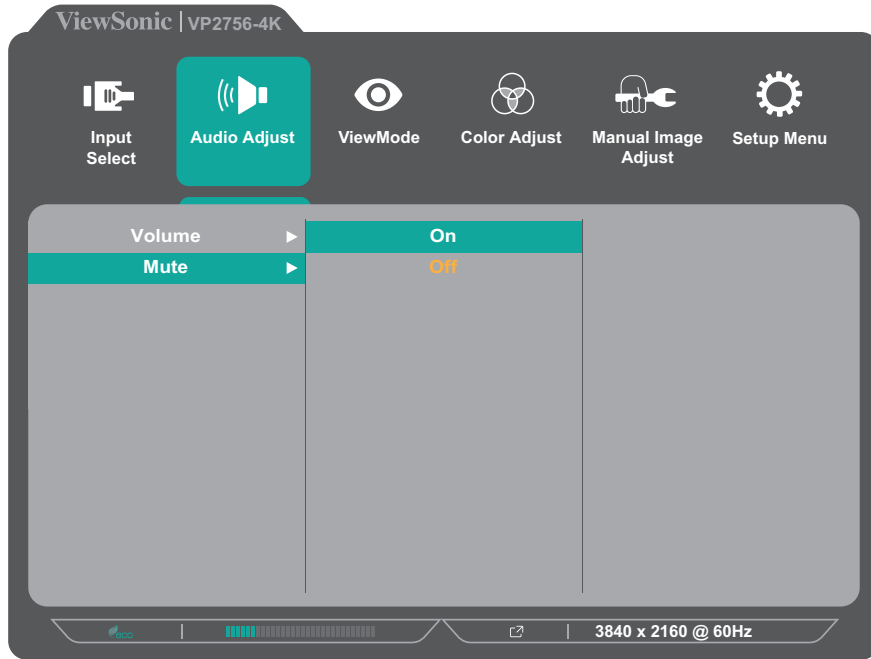 ViewSonic | VP2756-4K
Input
Select
Audio Adjust
ViewMode
Color Adjust
Manual Image
Adjust
Setup Menu
Volume
On
Mute
Off
eco
3840 x 2160 @ 60Hz